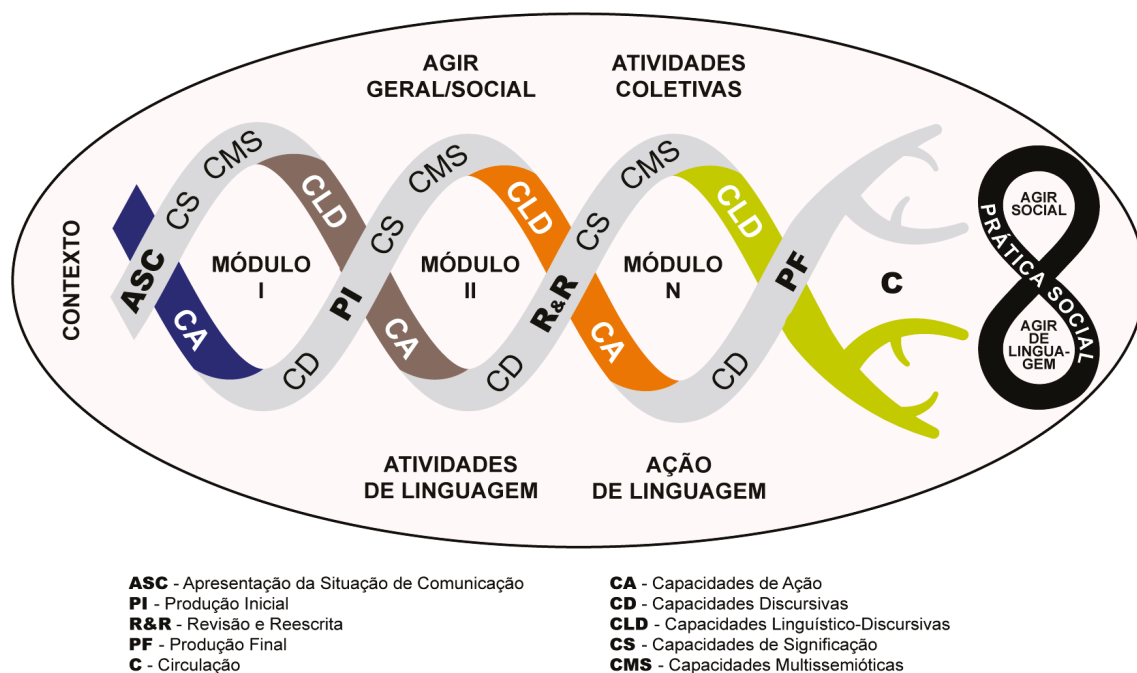 AGIR
GERAL/SOCIAL
ATIVIDADES
COLETIVAS
CONTEXTO
ASC
CS
CMS
CA
MÓDULO
I
CLD
CD
PI
CS
CMS
CA
MÓDULO
II
CLD
CD
R&R
CS
CMS
CA
MÓDULO
N
CLD
CD
PF
C
AGIR
SOCIAL
PRÁTICA SOCIAL
AGIR
DE
LINGUA-
GEM
ATIVIDADES
DE LINGUAGEM
AÇÃO
DE LINGUAGEM
ASC - Apresentação da Situação de Comunicação
PI - Produção Inicial
R&R - Revisão e Reescrita
PF - Produção Final
C - Circulação
CA - Capacidades de Ação
CD - Capacidades Discursivas
CLD - Capacidades Linguístico-Discursivas
CS - Capacidades de Significação
CMS - Capacidades Multissemióticas